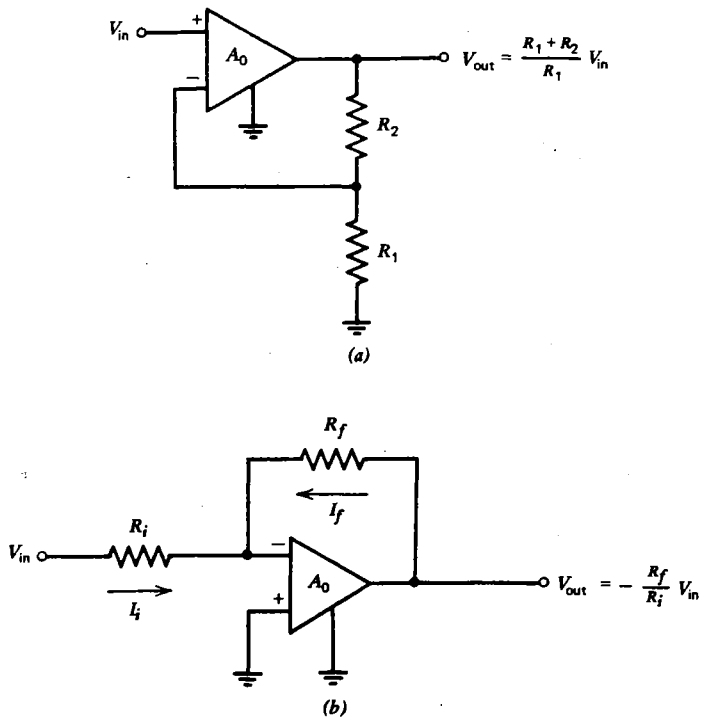 V_in
+
A_0
−
V_out = (R_1 + R_2)/R_1 V_in
R_2
R_1
(a)
R_f
I_f
R_i
V_in
−
A_0
+
I_i
V_out = − R_f/R_i V_in
(b)